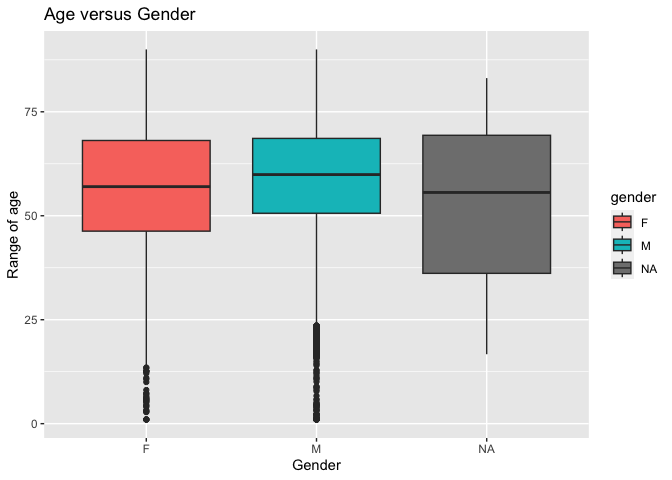 Age versus Gender
Range of age
75
50
25
0
F
M
NA
Gender
gender
F
M
NA